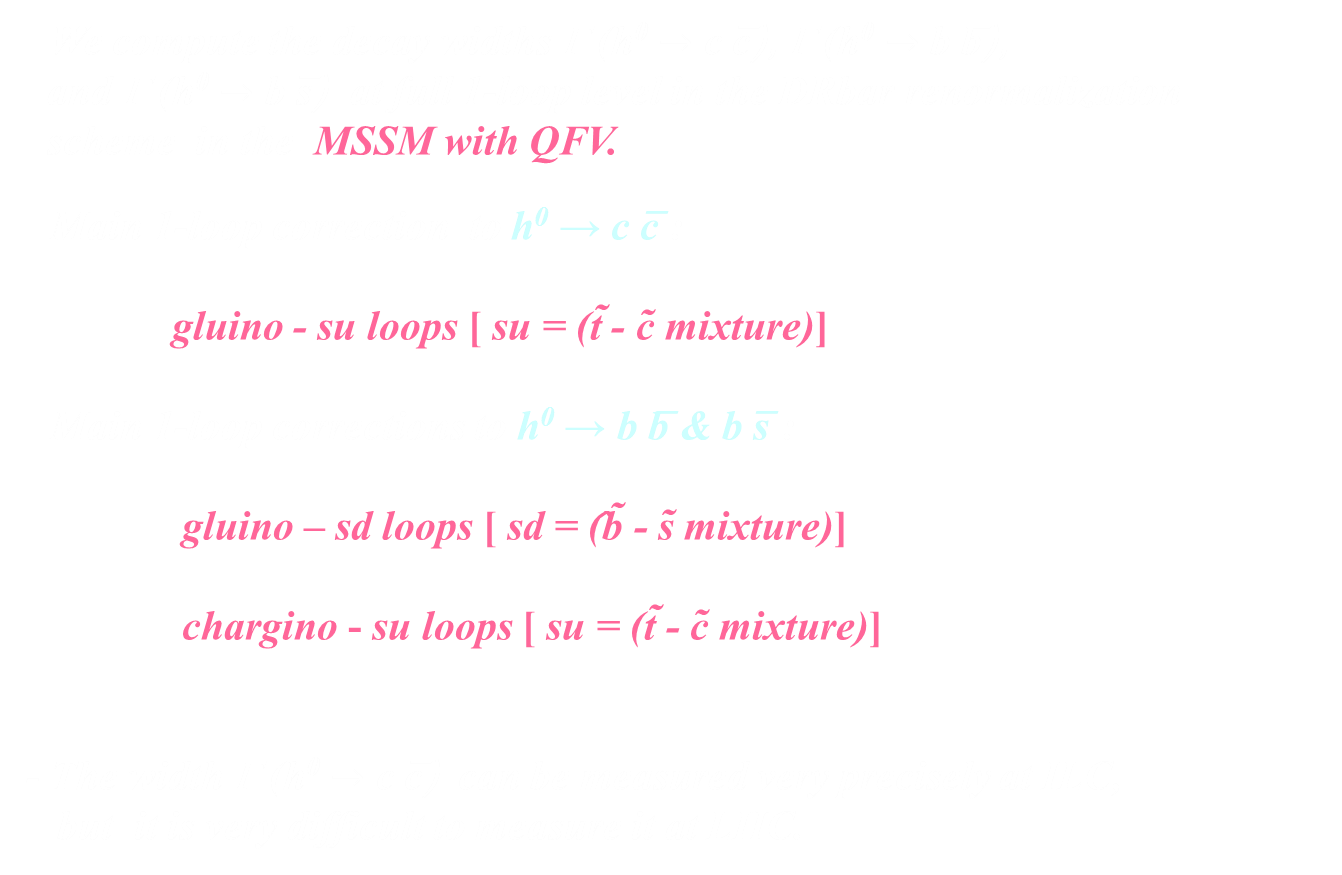 MSSM with QFV.
h⁰ → c c̅
gluino - su loops [ su = (t̃ - c̃ mixture)]
h⁰ → b b̅ & b s̅
gluino – sd loops [ sd = (b̃ - s̃ mixture)]
chargino - su loops [ su = (t̃ - c̃ mixture)]